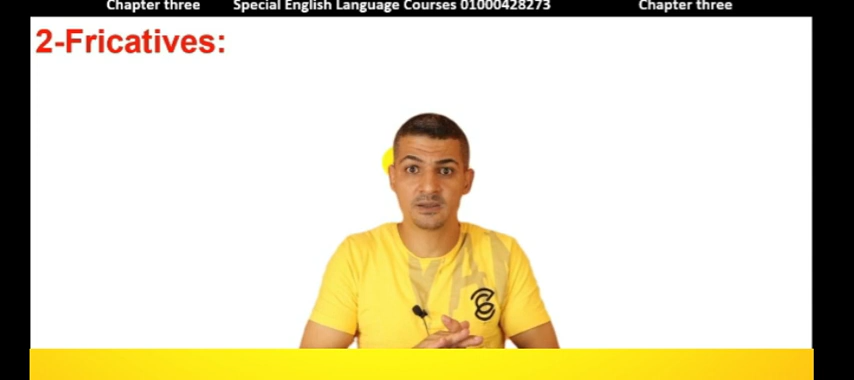 Chapter three Special English Language Courses 01000428273 Chapter three
2-Fricatives: